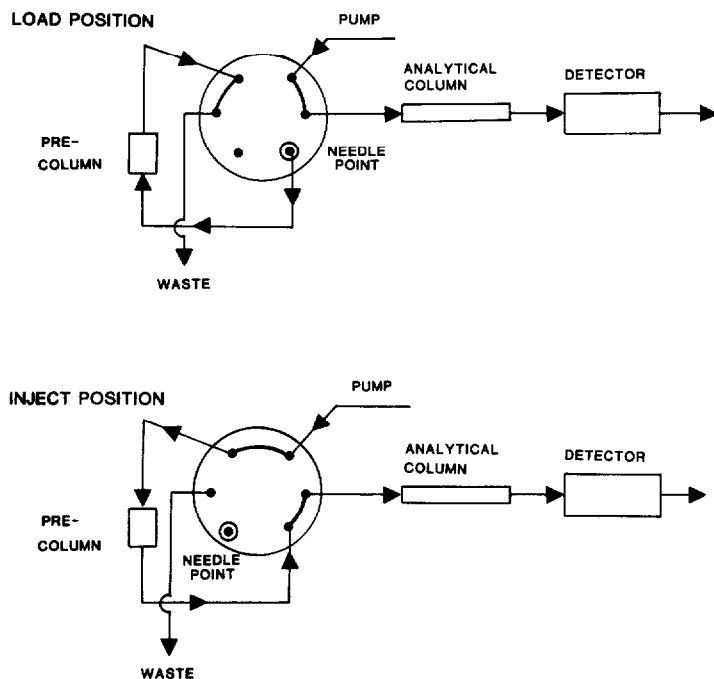 LOAD POSITION
PUMP
ANALYTICAL
COLUMN
DETECTOR
PRE-
COLUMN
NEEDLE
POINT
WASTE
INJECT POSITION
PUMP
ANALYTICAL
COLUMN
DETECTOR
PRE-
COLUMN
NEEDLE
POINT
WASTE